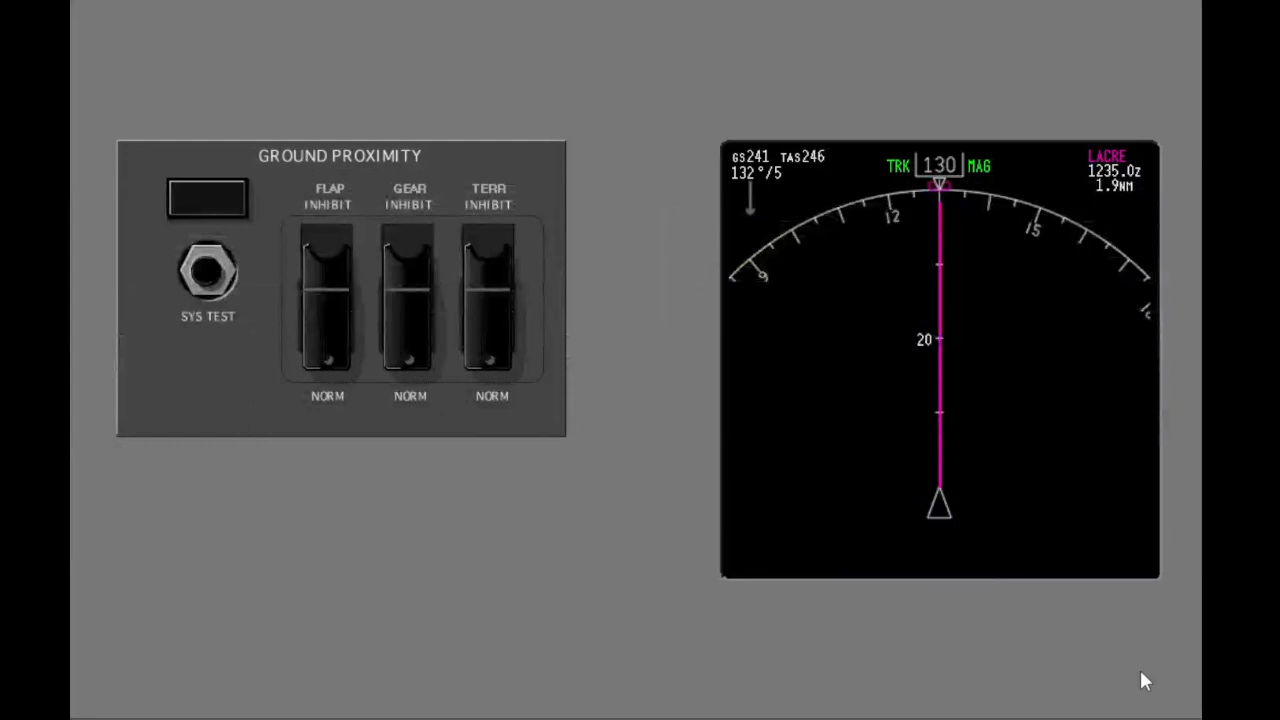 GROUND PROXIMITY
FLAP INHIBIT
GEAR INHIBIT
TERR INHIBIT
SYS TEST
NORM
NORM
NORM
GS241 TAS246
132°/5
TRK 130 MAG
LACRE
1235.0z
1.9NM
9
12
15
20